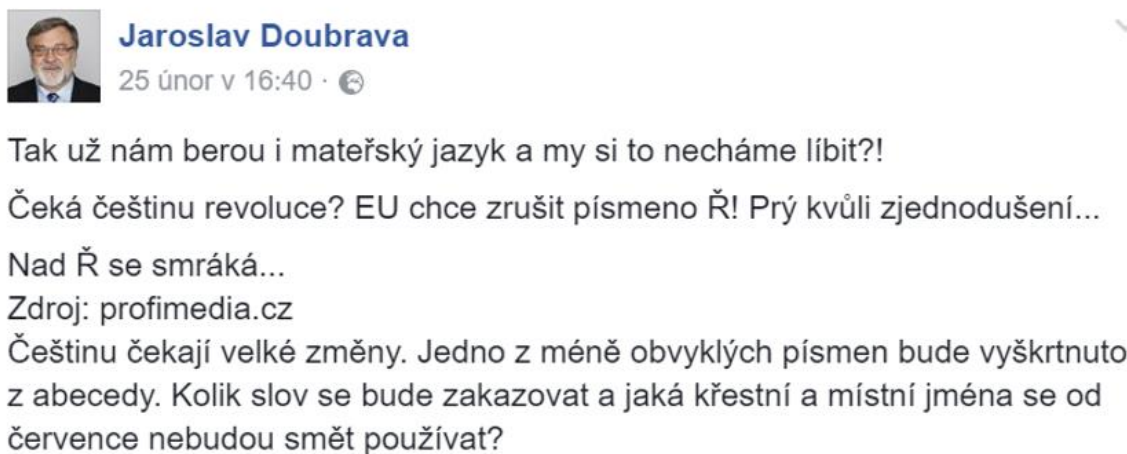 Jaroslav Doubrava
25 únor v 16:40 ·
Tak už nám berou i mateřský jazyk a my si to necháme líbit?!
Čeká češtinu revoluce? EU chce zrušit písmeno Ř! Prý kvůli zjednodušení...
Nad Ř se smráká...
Zdroj: profimedia.cz
Češtinu čekají velké změny. Jedno z méně obvyklých písmen bude vyškrtnuto
z abecedy. Kolik slov se bude zakazovat a jaká křestní a místní jména se od
července nebudou smět používat?